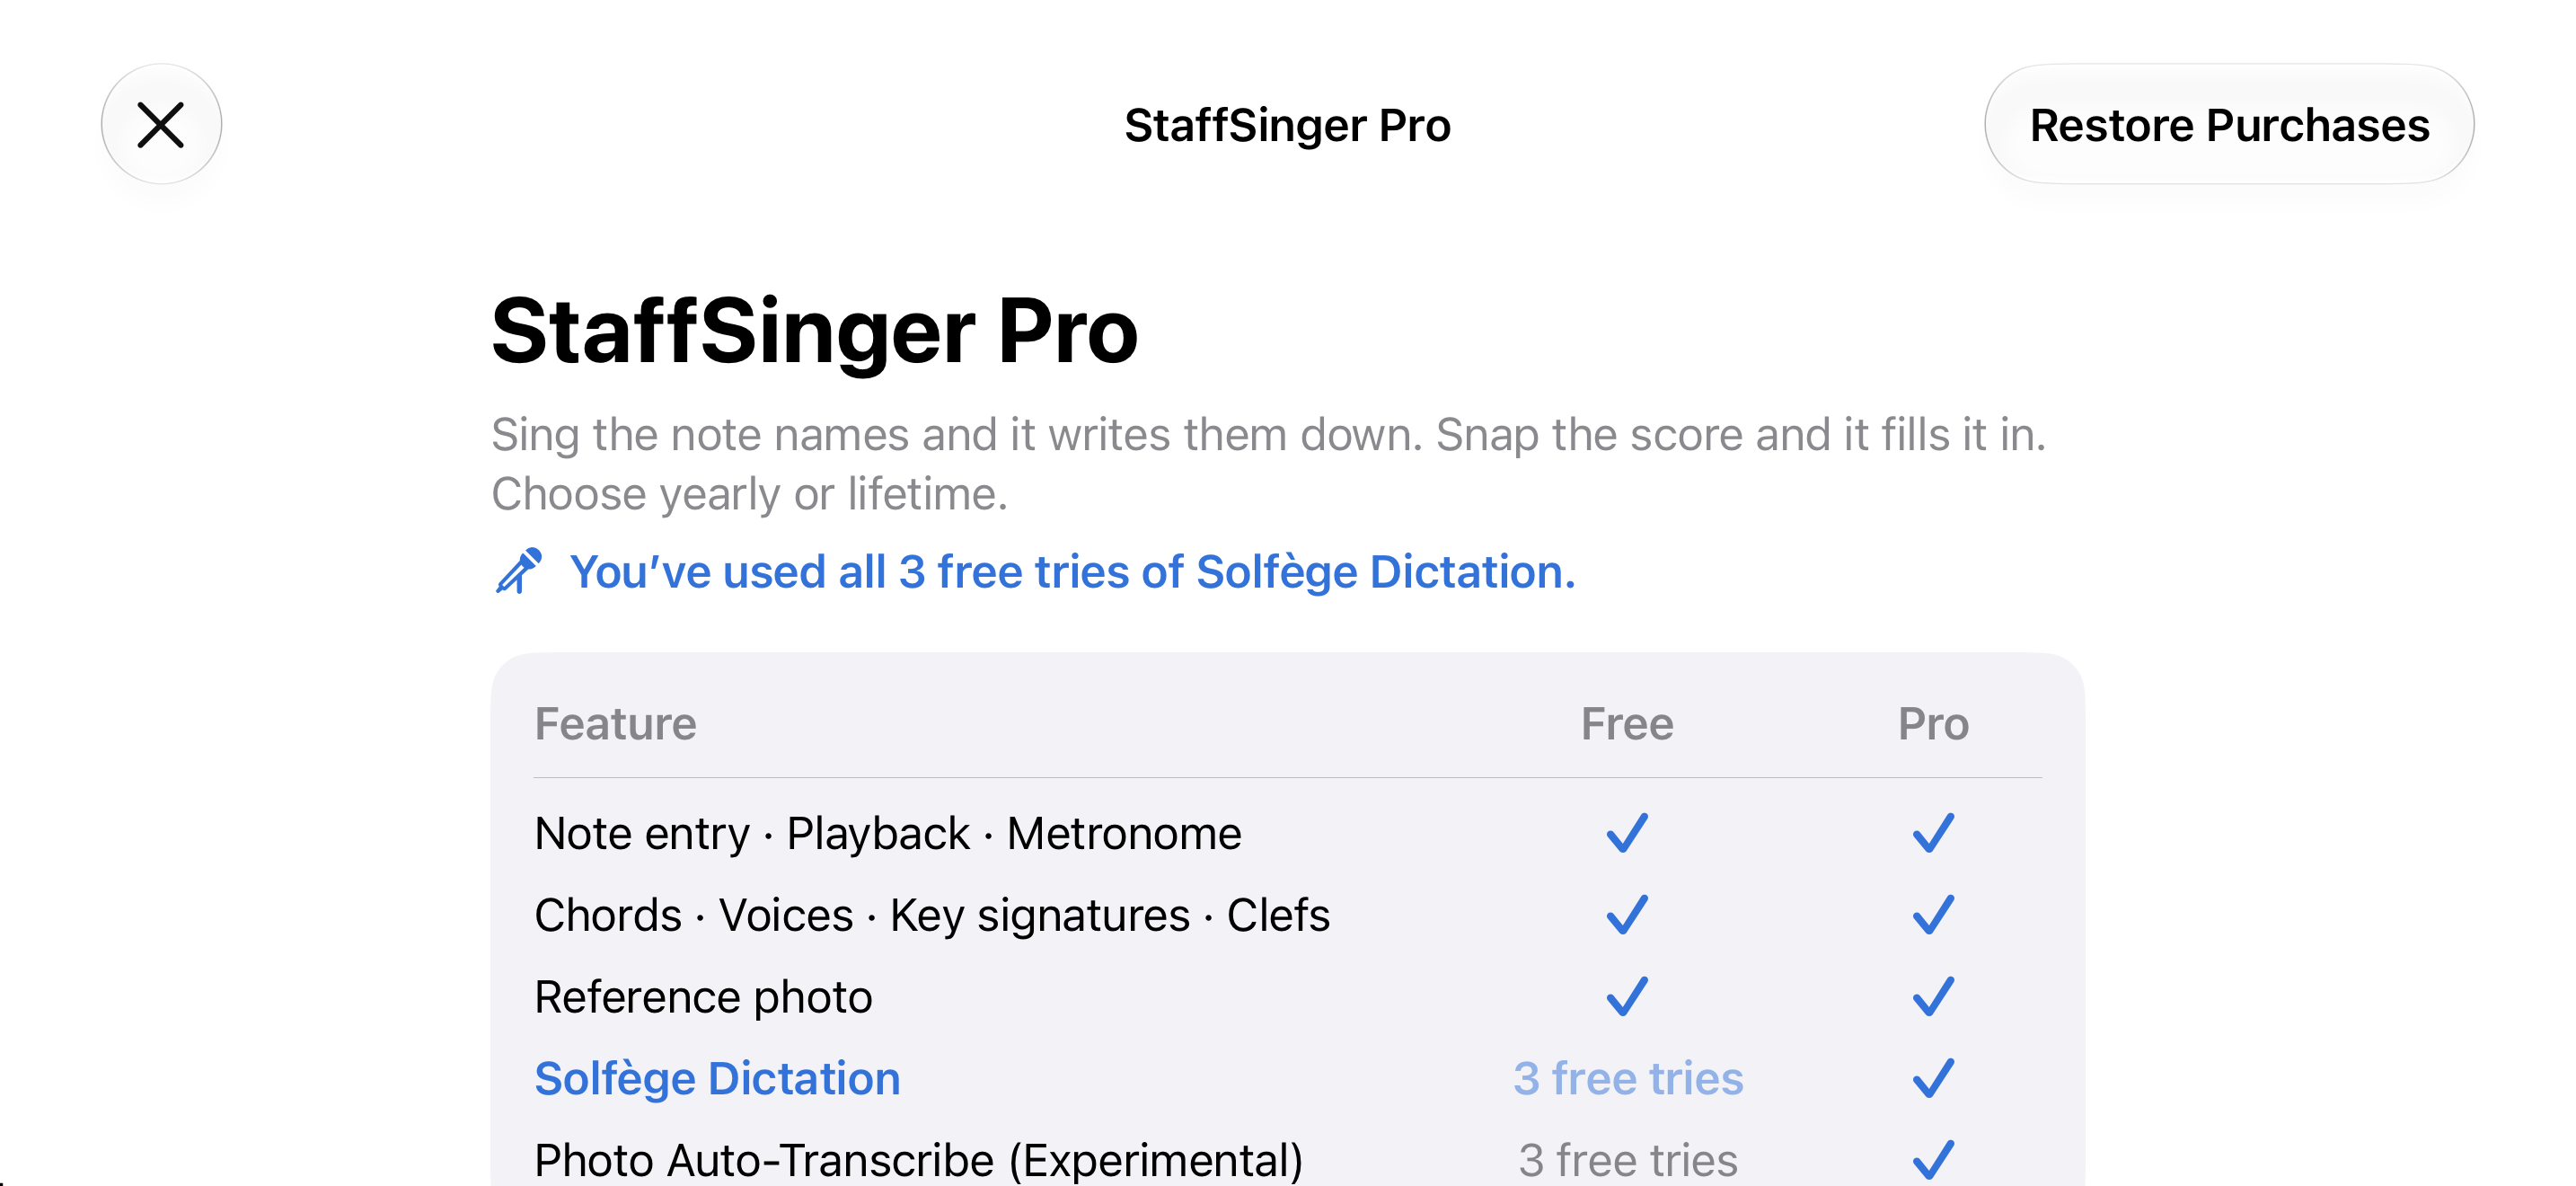 StaffSinger Pro
Restore Purchases
StaffSinger Pro
Sing the note names and it writes them down. Snap the score and it fills it in.
Choose yearly or lifetime.
You’ve used all 3 free tries of Solfège Dictation.
Feature Free Pro
Note entry · Playback · Metronome
Chords · Voices · Key signatures · Clefs
Reference photo
Solfège Dictation 3 free tries
Photo Auto-Transcribe (Experimental) 3 free tries